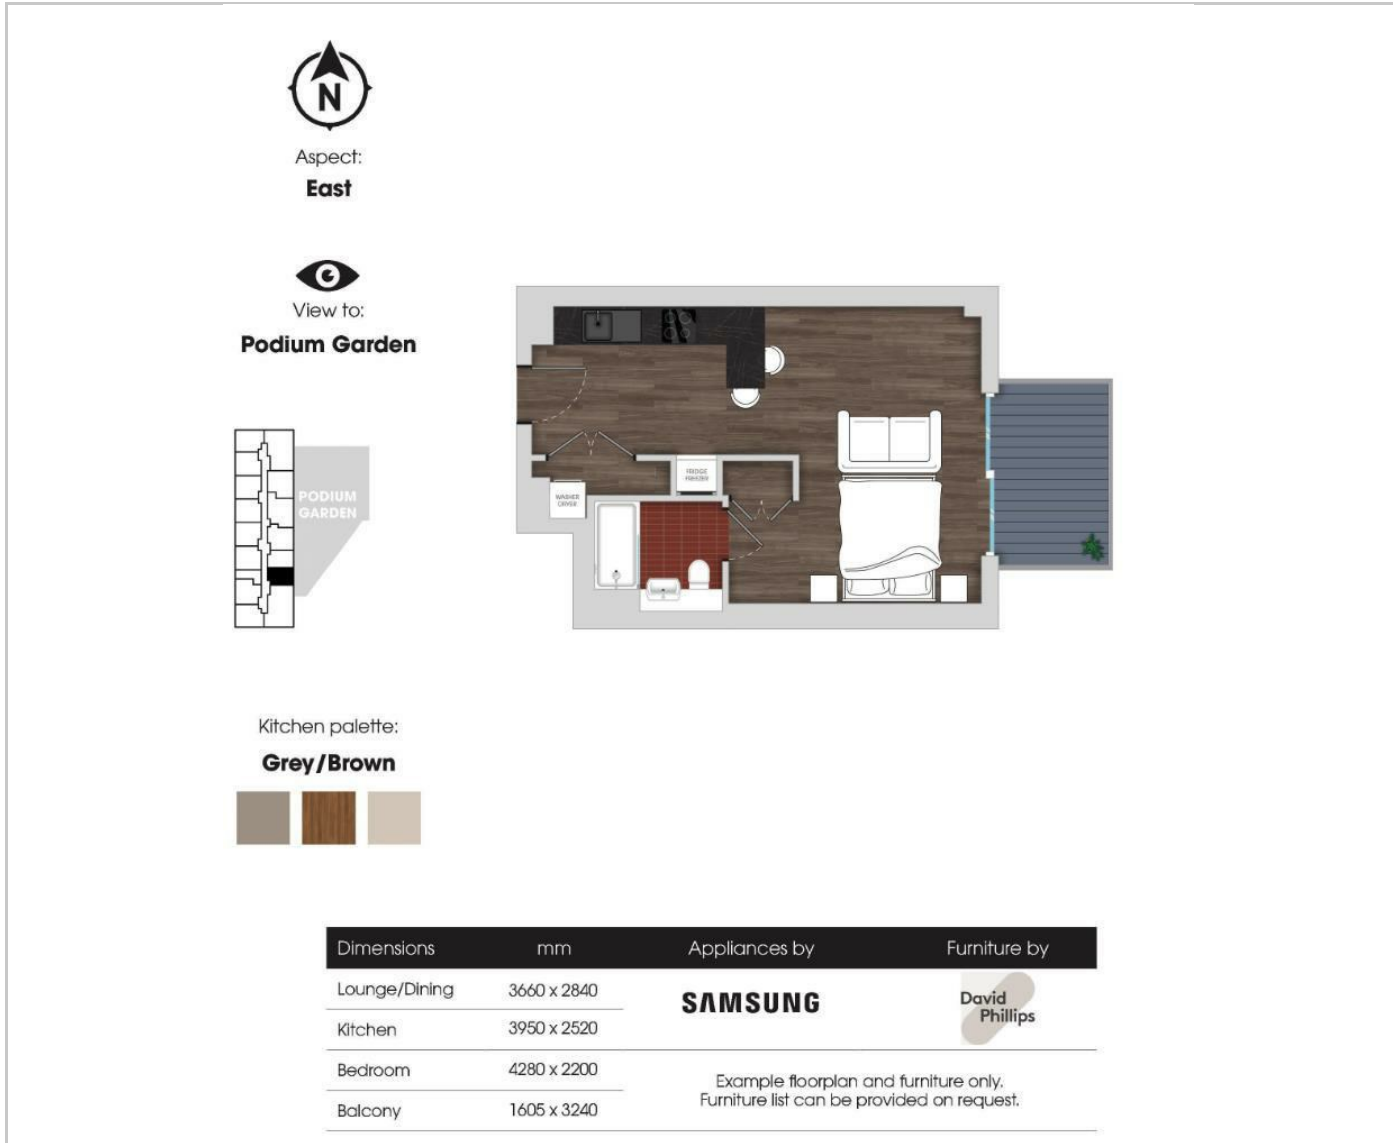 N
Aspect:
East
View to:
Podium Garden
PODIUM
GARDEN
WASHER
DRYER
FRIDGE
FREEZER
Kitchen palette:
Grey/Brown
Dimensions mm Appliances by Furniture by
Lounge/Dining 3660 x 2840
SAMSUNG
David
Phillips
Kitchen 3950 x 2520
Bedroom 4280 x 2200
Example floorplan and furniture only.
Furniture list can be provided on request.
Balcony 1605 x 3240